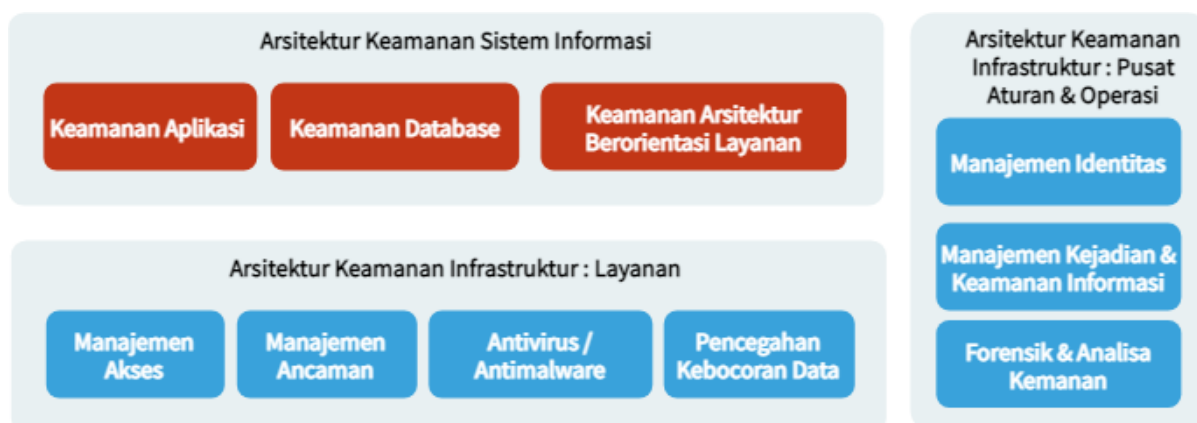 Arsitektur Keamanan Sistem Informasi
Keamanan Aplikasi
Keamanan Database
Keamanan Arsitektur
Berorientasi Layanan
Arsitektur Keamanan Infrastruktur : Layanan
Manajemen
Akses
Manajemen
Ancaman
Antivirus /
Antimalware
Pencegahan
Kebocoran Data
Arsitektur Keamanan
Infrastruktur : Pusat
Aturan & Operasi
Manajemen Identitas
Manajemen Kejadian &
Keamanan Informasi
Forensik & Analisa
Kemanan